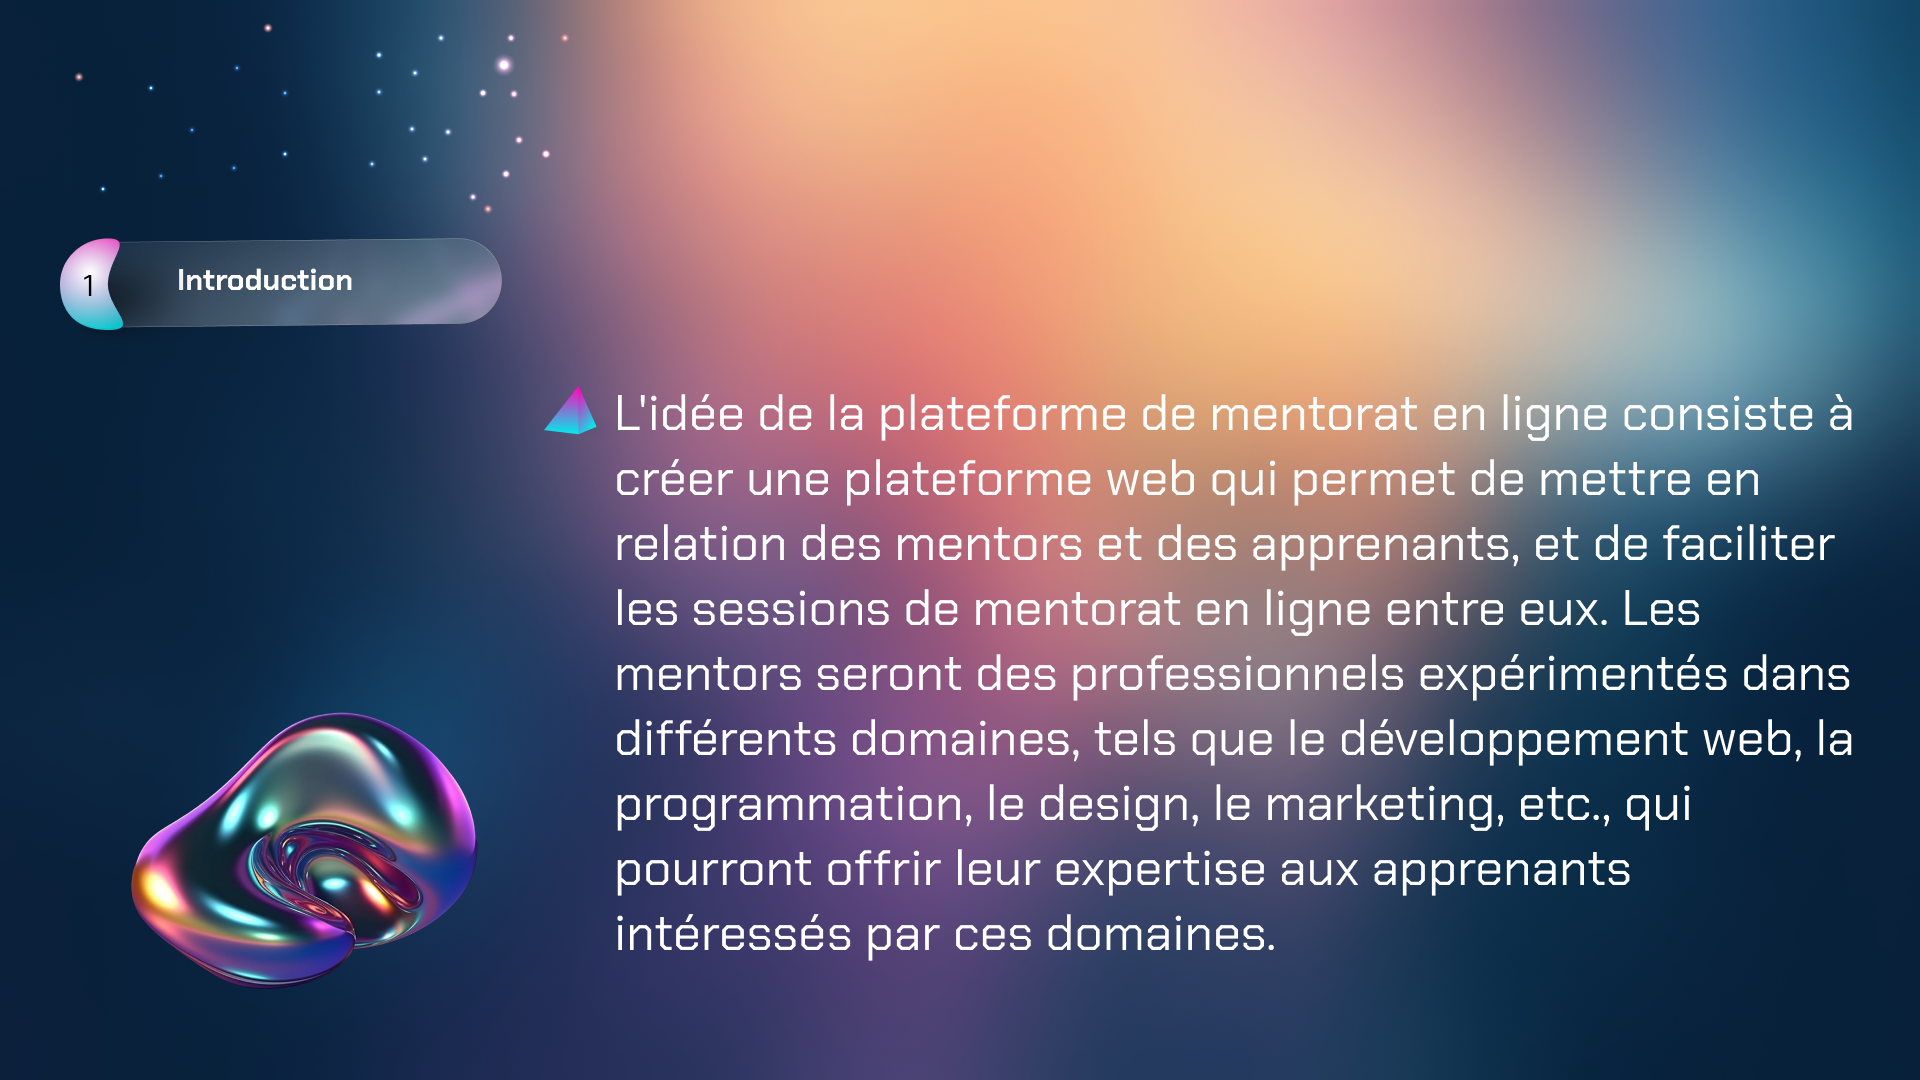 1
Introduction
L'idée de la plateforme de mentorat en ligne consiste à
créer une plateforme web qui permet de mettre en
relation des mentors et des apprenants, et de faciliter
les sessions de mentorat en ligne entre eux. Les
mentors seront des professionnels expérimentés dans
différents domaines, tels que le développement web, la
programmation, le design, le marketing, etc., qui
pourront offrir leur expertise aux apprenants
intéressés par ces domaines.